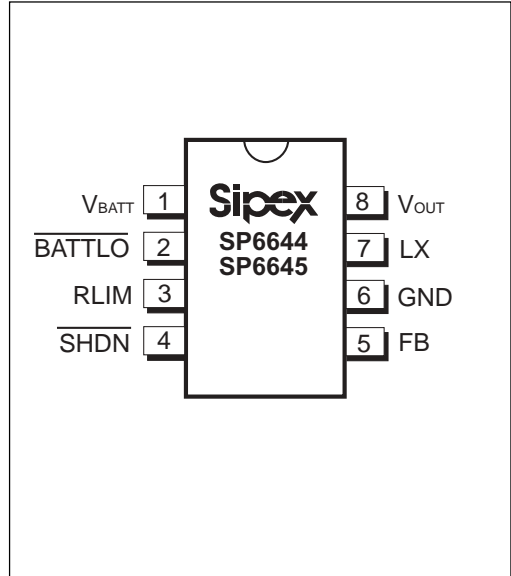 Sipex
SP6644
SP6645
VBATT 1
BATTLO 2
RLIM 3
SHDN 4
8 VOUT
7 LX
6 GND
5 FB